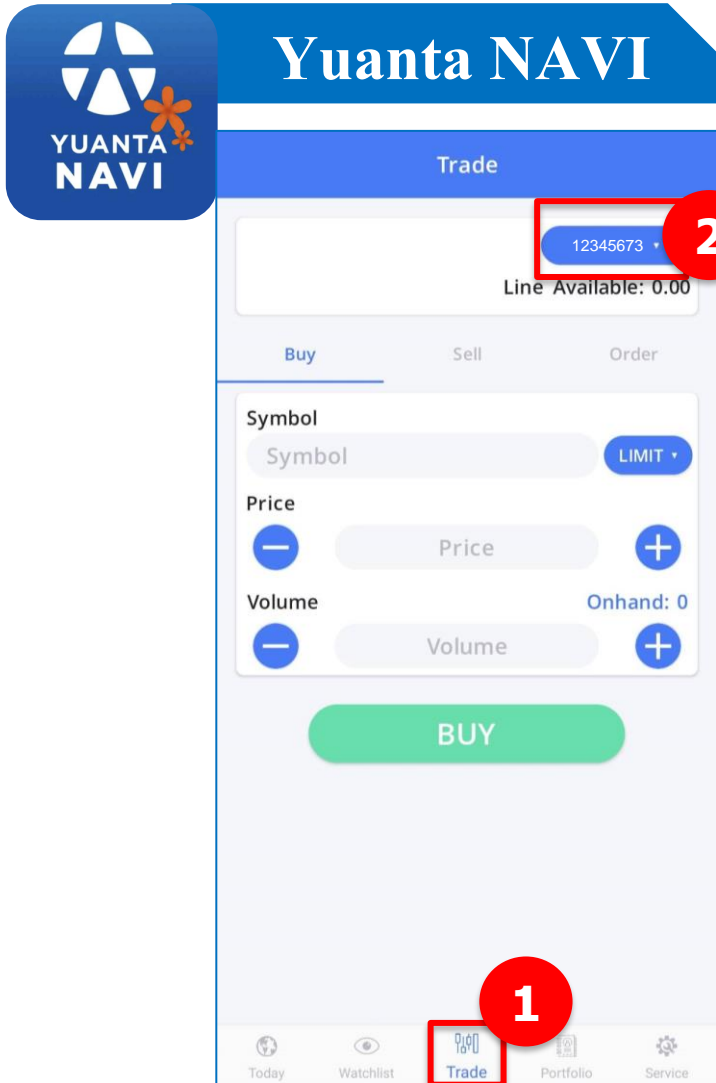 Yuanta NAVI
YUANTA
NAVI
Trade
2
12345673
Line Available: 0.00
Buy Sell Order
Symbol
Symbol LIMIT
Price
Price
Volume Onhand: 0
Volume
BUY
1
Today Watchlist Trade Portfolio Service